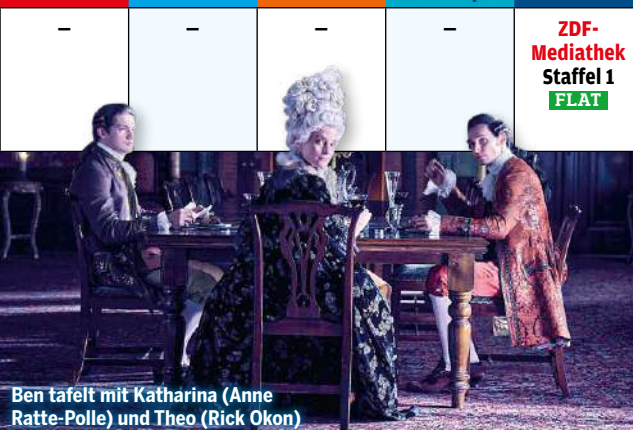 –
–
–
–
ZDF-
Mediathek
Staffel 1
FLAT
Ben tafelt mit Katharina (Anne
Ratte-Polle) und Theo (Rick Okon)